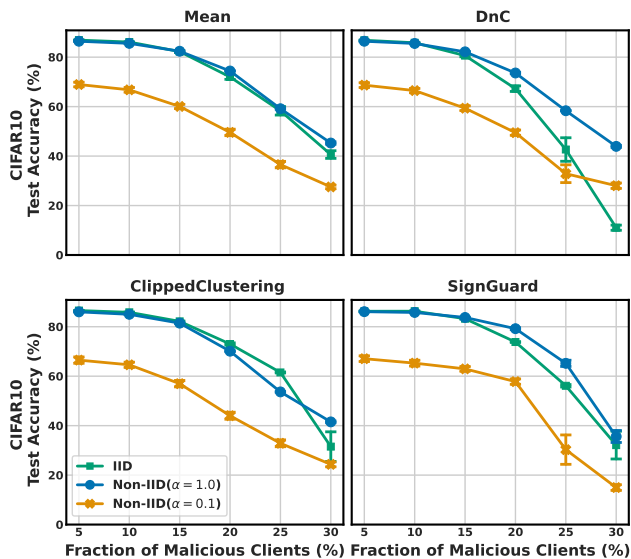 Mean
DnC
80
60
40
20
0
CIFAR10
Test Accuracy (%)
ClippedClustering
SignGuard
80
60
40
20
0
CIFAR10
Test Accuracy (%)
IID
Non-IID(α = 1.0)
Non-IID(α = 0.1)
5 10 15 20 25 30
5 10 15 20 25 30
Fraction of Malicious Clients (%)
Fraction of Malicious Clients (%)